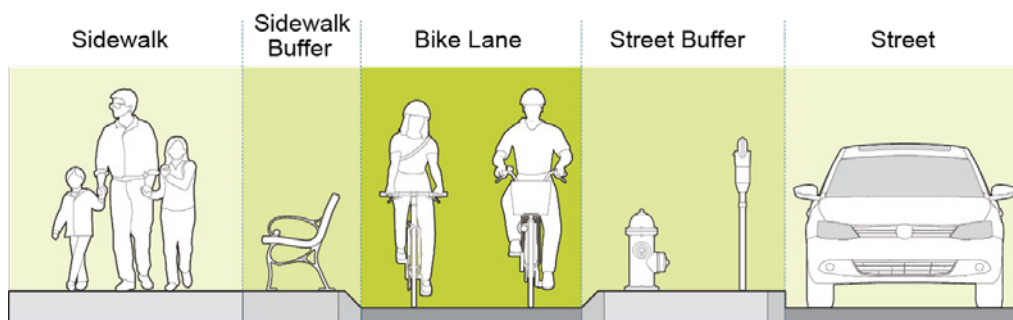 Sidewalk
Sidewalk
Buffer
Bike Lane
Street Buffer
Street